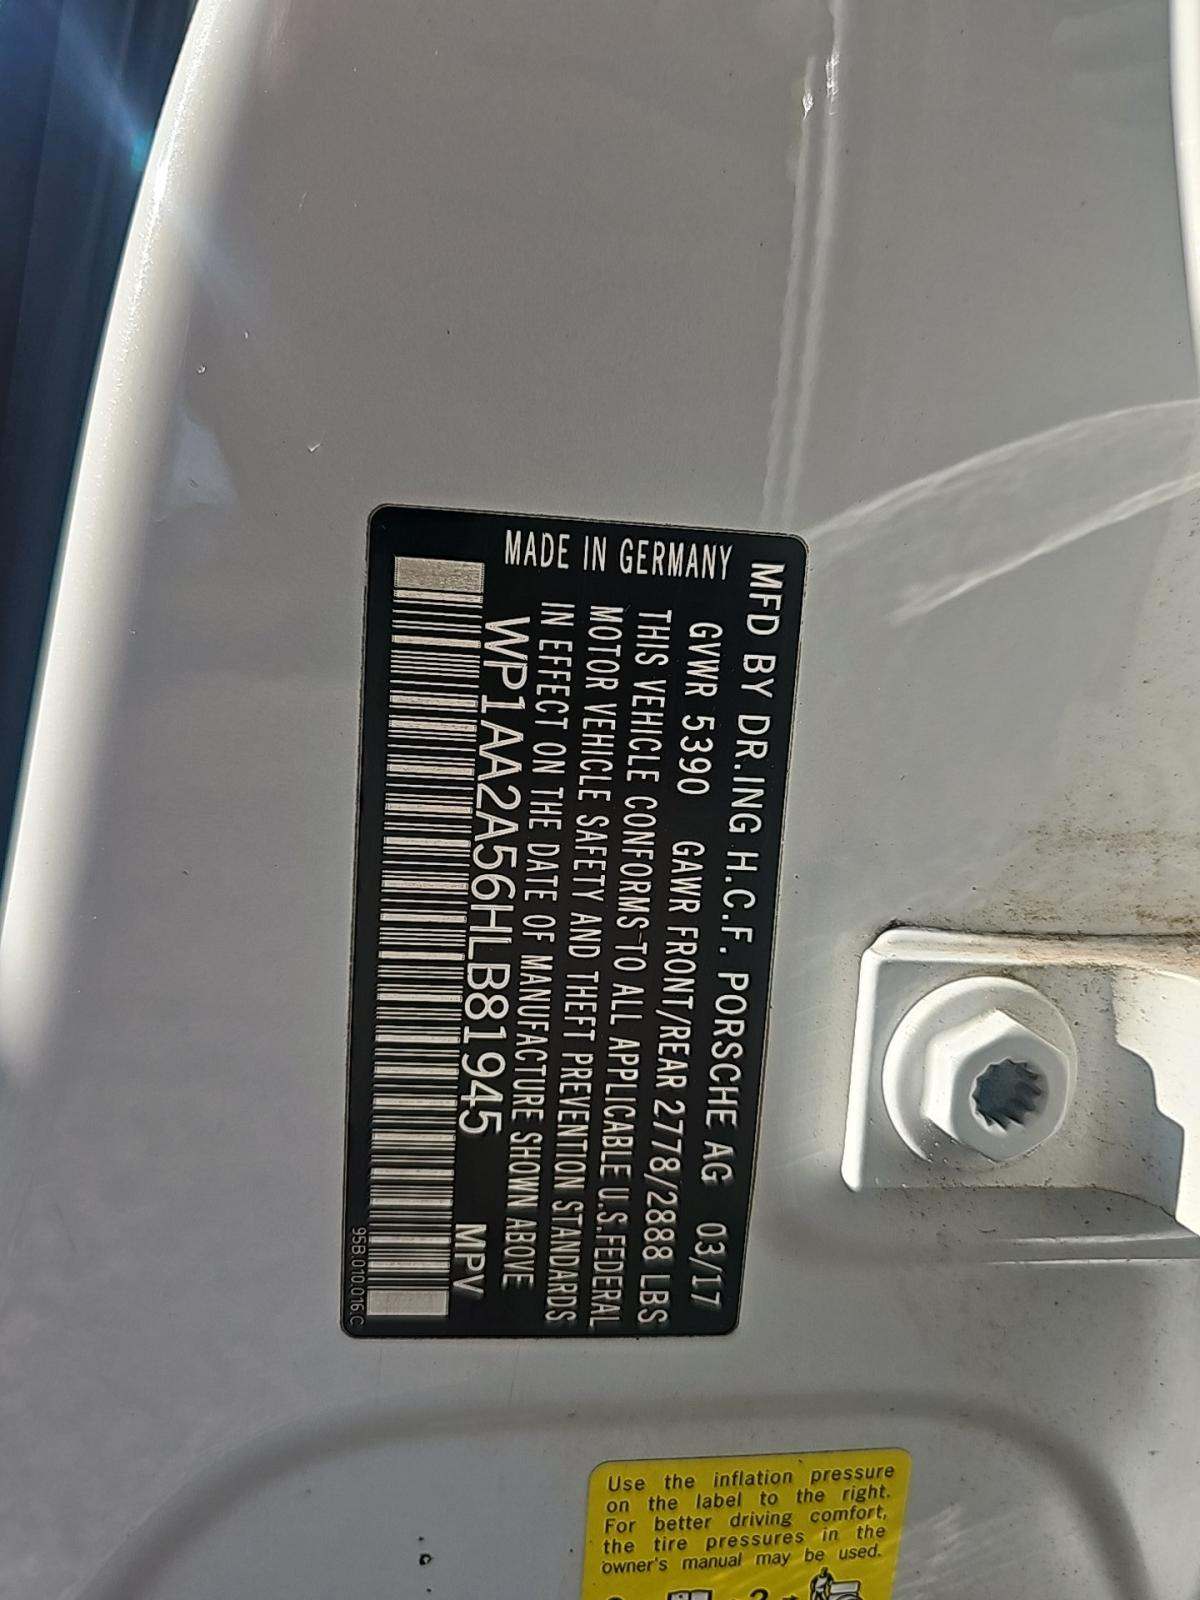 MFD BY DR.ING H.C.F. PORSCHE AG 03/17
GVWR 5390 GAWR FRONT/REAR 2778/2888 LBS
THIS VEHICLE CONFORMS TO ALL APPLICABLE U.S.FEDERAL
MOTOR VEHICLE SAFETY AND THEFT PREVENTION STANDARDS
IN EFFECT ON THE DATE OF MANUFACTURE SHOWN ABOVE
WP1AA2A56HLB81945 MPV
MADE IN GERMANY
95B.010.016.C
Use the inflation pressure
on the label to the right.
For better driving comfort,
the tire pressures in the
owner's manual may be used.